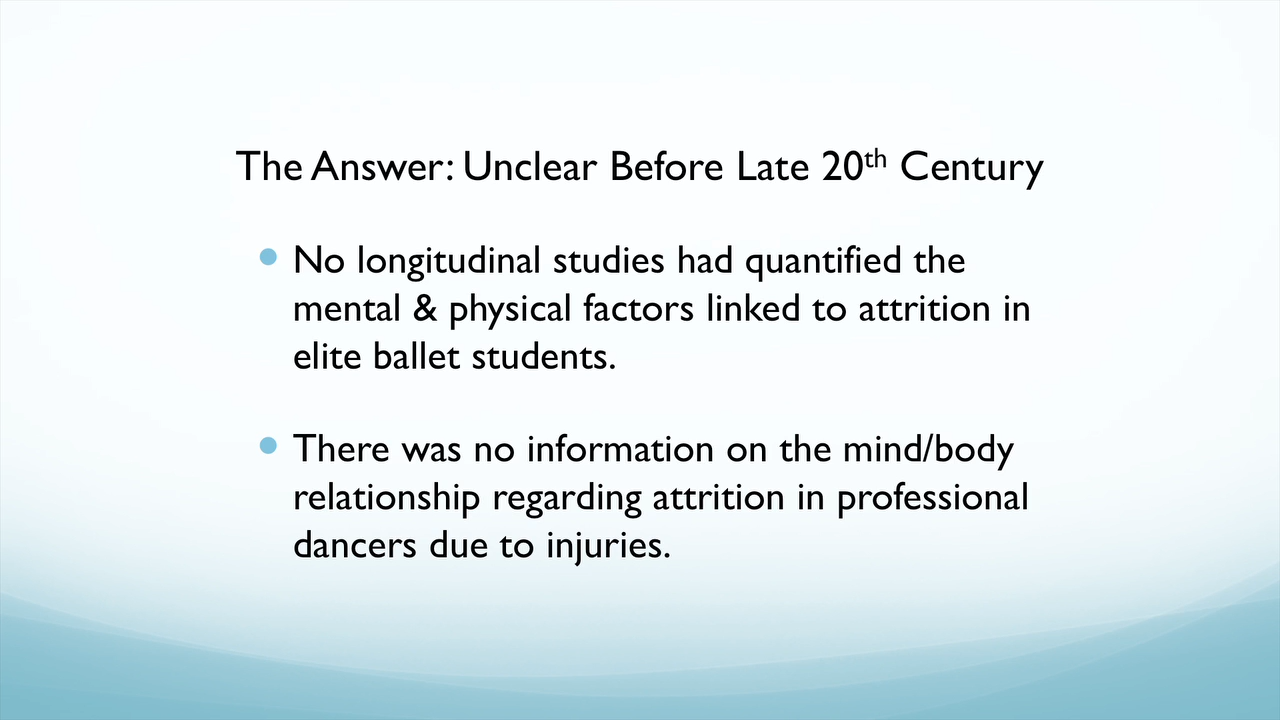 The Answer: Unclear Before Late 20th Century
• No longitudinal studies had quantified the
mental & physical factors linked to attrition in
elite ballet students.
• There was no information on the mind/body
relationship regarding attrition in professional
dancers due to injuries.